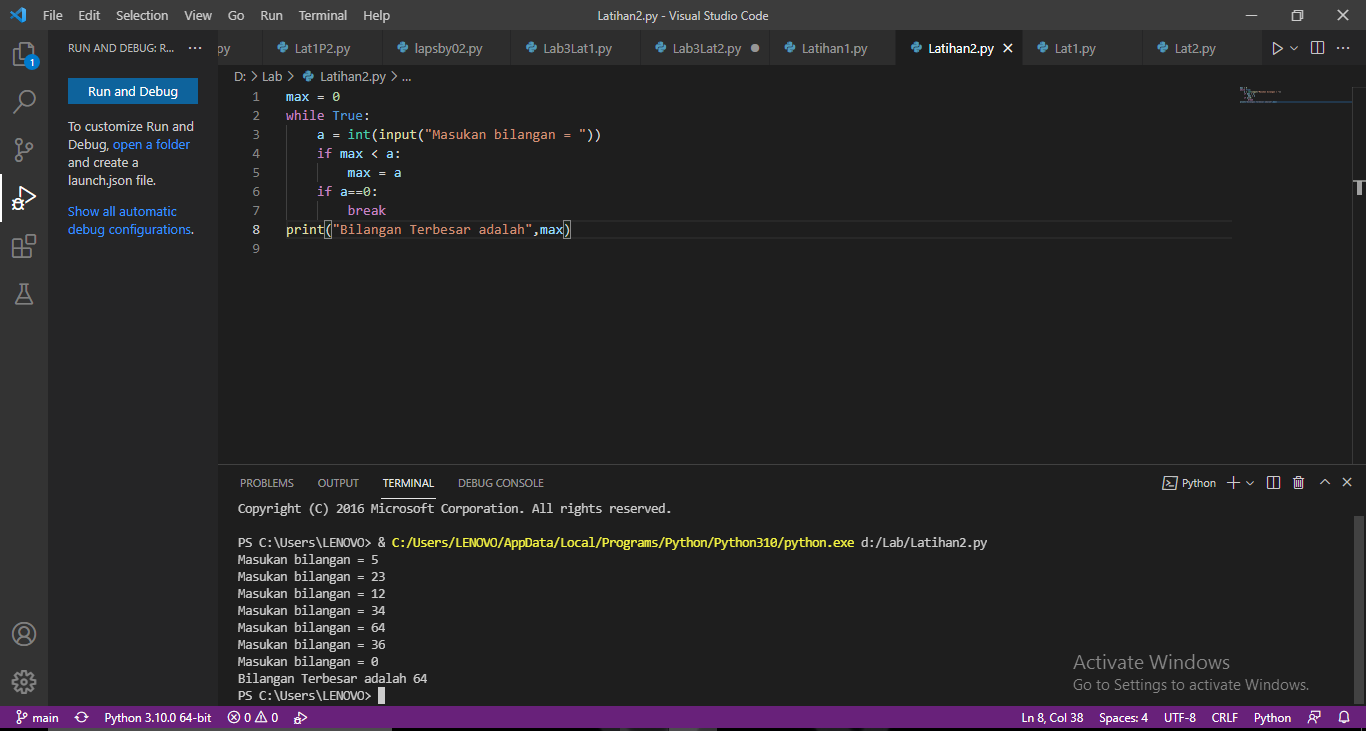 File Edit Selection View Go Run Terminal Help Latihan2.py - Visual Studio Code
RUN AND DEBUG: R... ··· py Lat1P2.py lapsby02.py Lab3Lat1.py Lab3Lat2.py Latihan1.py Latihan2.py Lat1.py Lat2.py ···
1
Run and Debug
To customize Run and
Debug, open a folder
and create a
launch.json file.
Show all automatic
debug configurations.
D: > Lab > Latihan2.py > ...
1 max = 0
2 while True:
3     a = int(input("Masukan bilangan = "))
4     if max < a:
5         max = a
6     if a==0:
7         break
8 print("Bilangan Terbesar adalah",max)
9
PROBLEMS OUTPUT TERMINAL DEBUG CONSOLE Python
Copyright (C) 2016 Microsoft Corporation. All rights reserved.
PS C:\Users\LENOVO> & C:/Users/LENOVO/AppData/Local/Programs/Python/Python310/python.exe d:/Lab/Latihan2.py
Masukan bilangan = 5
Masukan bilangan = 23
Masukan bilangan = 12
Masukan bilangan = 34
Masukan bilangan = 64
Masukan bilangan = 36
Masukan bilangan = 0
Bilangan Terbesar adalah 64
PS C:\Users\LENOVO>
Activate Windows
Go to Settings to activate Windows.
main Python 3.10.0 64-bit 0 0 Ln 8, Col 38 Spaces: 4 UTF-8 CRLF Python